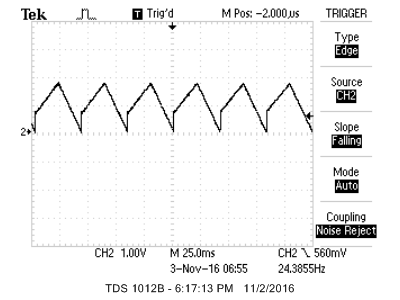 Tek T Trig'd M Pos: -2.000µs TRIGGER
Type
Edge
Source
CH2
Slope
Falling
Mode
Auto
Coupling
Noise Reject
2
CH2 1.00V M 25.0ms CH2 \ 560mV
3-Nov-16 06:55 24.3855Hz
TDS 1012B - 6:17:13 PM 11/2/2016